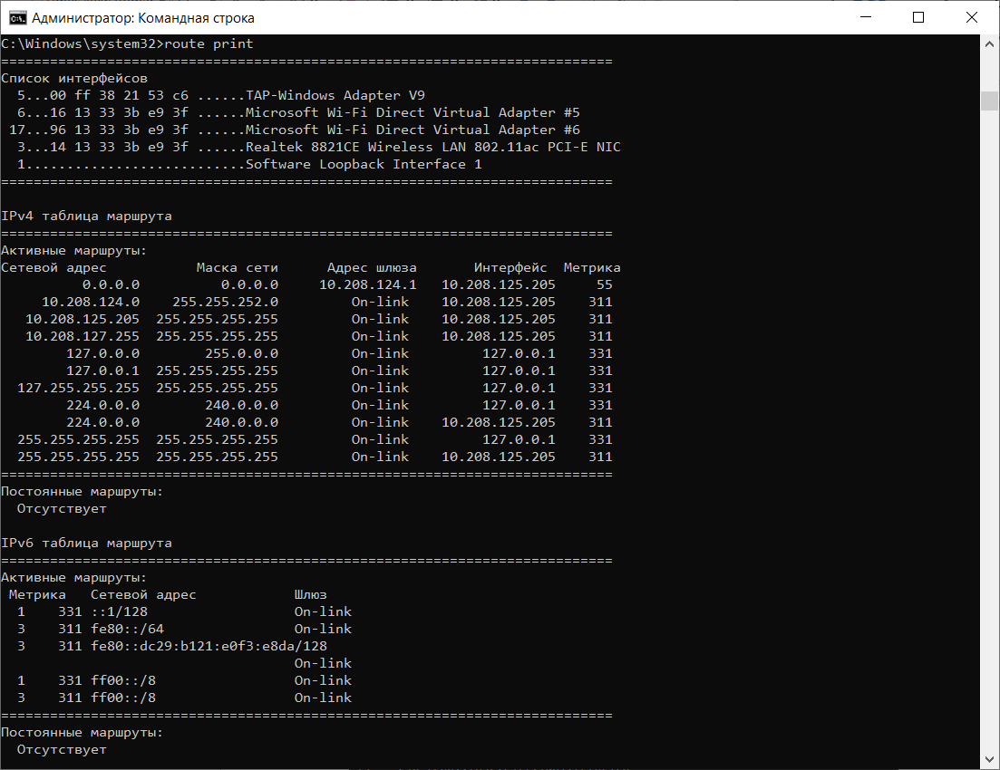 Администратор: Командная строка
C:\Windows\system32>route print
===========================================================================
Список интерфейсов
  5...00 ff 38 21 53 c6 ......TAP-Windows Adapter V9
  6...16 13 33 3b e9 3f ......Microsoft Wi-Fi Direct Virtual Adapter #5
 17...96 13 33 3b e9 3f ......Microsoft Wi-Fi Direct Virtual Adapter #6
  3...14 13 33 3b e9 3f ......Realtek 8821CE Wireless LAN 802.11ac PCI-E NIC
  1...........................Software Loopback Interface 1
===========================================================================
IPv4 таблица маршрута
===========================================================================
Активные маршруты:
Сетевой адрес           Маска сети      Адрес шлюза       Интерфейс  Метрика
          0.0.0.0          0.0.0.0     10.208.124.1   10.208.125.205     55
     10.208.124.0    255.255.252.0         On-link    10.208.125.205    311
   10.208.125.205  255.255.255.255         On-link    10.208.125.205    311
   10.208.127.255  255.255.255.255         On-link    10.208.125.205    311
        127.0.0.0        255.0.0.0         On-link         127.0.0.1    331
        127.0.0.1  255.255.255.255         On-link         127.0.0.1    331
  127.255.255.255  255.255.255.255         On-link         127.0.0.1    331
        224.0.0.0        240.0.0.0         On-link         127.0.0.1    331
        224.0.0.0        240.0.0.0         On-link    10.208.125.205    311
  255.255.255.255  255.255.255.255         On-link         127.0.0.1    331
  255.255.255.255  255.255.255.255         On-link    10.208.125.205    311
===========================================================================
Постоянные маршруты:
  Отсутствует
IPv6 таблица маршрута
===========================================================================
Активные маршруты:
 Метрика   Сетевой адрес            Шлюз
  1    331 ::1/128                  On-link
  3    311 fe80::/64                On-link
  3    311 fe80::dc29:b121:e0f3:e8da/128
                                    On-link
  1    331 ff00::/8                 On-link
  3    311 ff00::/8                 On-link
===========================================================================
Постоянные маршруты:
  Отсутствует